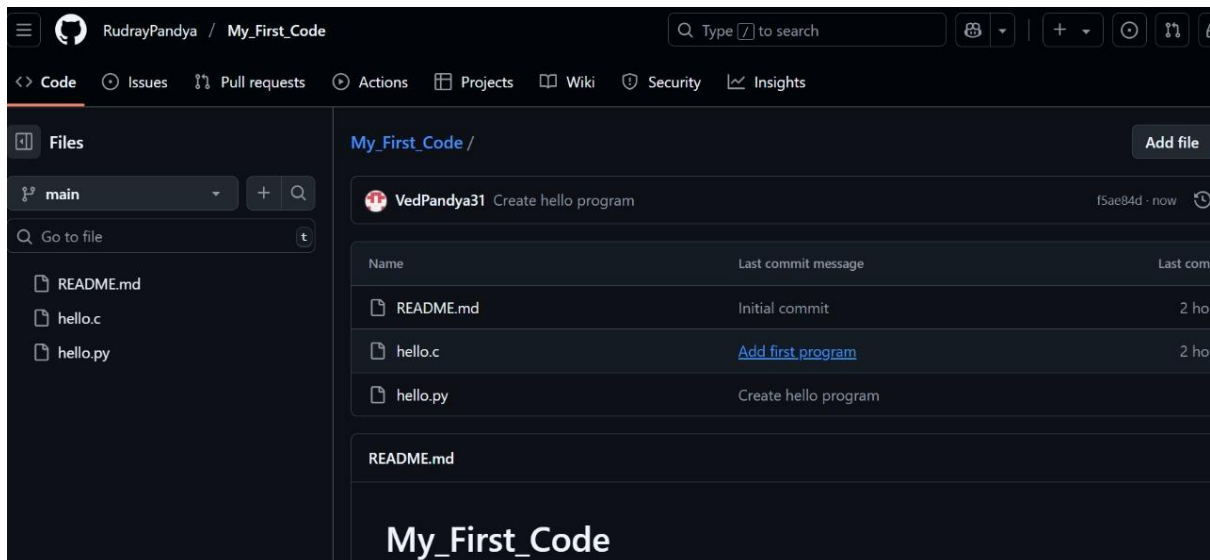 RudrayPandya / My_First_Code
Type / to search
Code Issues Pull requests Actions Projects Wiki Security Insights
Files
main
Go to file t
README.md
hello.c
hello.py
My_First_Code /
Add file
VedPandya31 Create hello program f5ae84d · now
Name Last commit message Last com
README.md Initial commit 2 ho
hello.c Add first program 2 ho
hello.py Create hello program
README.md
My_First_Code